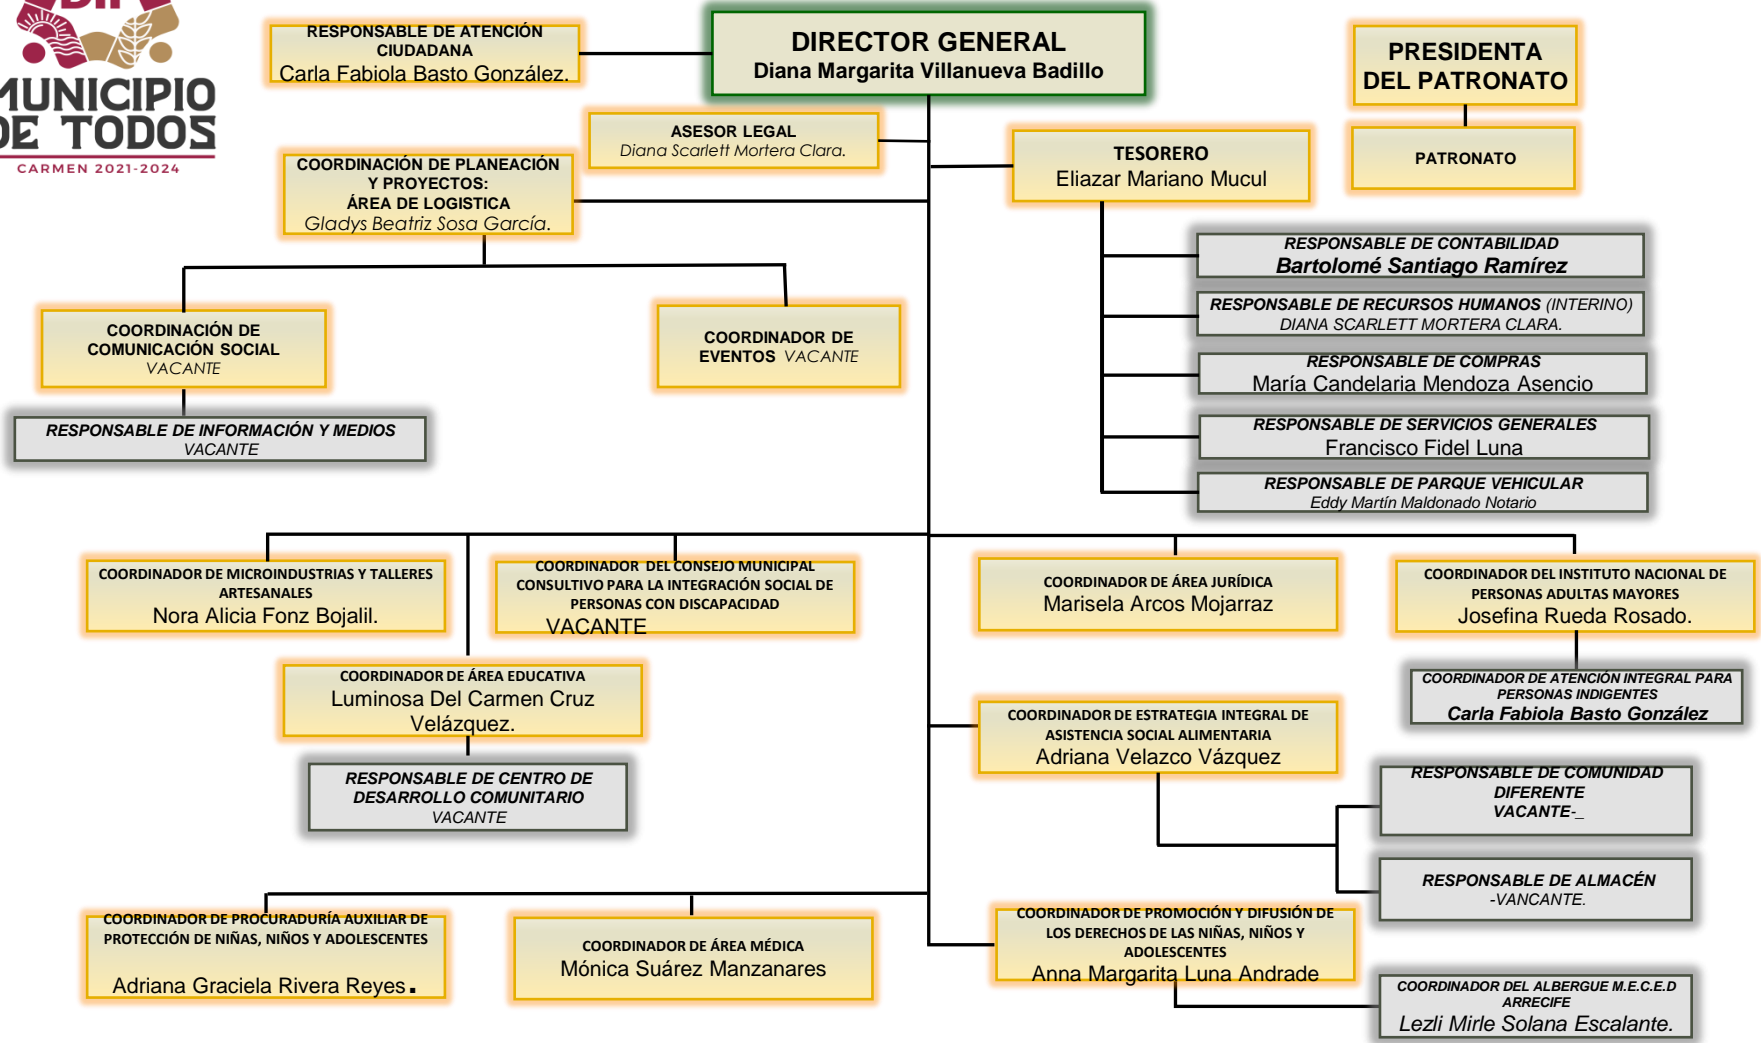 DIF
MUNICIPIO
DE TODOS
CARMEN 2021-2024
RESPONSABLE DE ATENCIÓN
CIUDADANA
Carla Fabiola Basto González.
DIRECTOR GENERAL
Diana Margarita Villanueva Badillo
PRESIDENTA
DEL PATRONATO
PATRONATO
ASESOR LEGAL
Diana Scarlett Mortera Clara.
TESORERO
Eliazar Mariano Mucul
COORDINACIÓN DE PLANEACIÓN
Y PROYECTOS:
ÁREA DE LOGISTICA
Gladys Beatriz Sosa García.
RESPONSABLE DE CONTABILIDAD
Bartolomé Santiago Ramírez
RESPONSABLE DE RECURSOS HUMANOS (INTERINO)
DIANA SCARLETT MORTERA CLARA.
RESPONSABLE DE COMPRAS
María Candelaria Mendoza Asencio
RESPONSABLE DE SERVICIOS GENERALES
Francisco Fidel Luna
RESPONSABLE DE PARQUE VEHICULAR
Eddy Martín Maldonado Notario
COORDINACIÓN DE
COMUNICACIÓN SOCIAL
VACANTE
COORDINADOR DE
EVENTOS VACANTE
RESPONSABLE DE INFORMACIÓN Y MEDIOS
VACANTE
COORDINADOR DE MICROINDUSTRIAS Y TALLERES
ARTESANALES
Nora Alicia Fonz Bojalil.
COORDINADOR DEL CONSEJO MUNICIPAL
CONSULTIVO PARA LA INTEGRACIÓN SOCIAL DE
PERSONAS CON DISCAPACIDAD
VACANTE
COORDINADOR DE ÁREA JURÍDICA
Marisela Arcos Mojarraz
COORDINADOR DEL INSTITUTO NACIONAL DE
PERSONAS ADULTAS MAYORES
Josefina Rueda Rosado.
COORDINADOR DE ÁREA EDUCATIVA
Luminosa Del Carmen Cruz
Velázquez.
COORDINADOR DE ATENCIÓN INTEGRAL PARA
PERSONAS INDIGENTES
Carla Fabiola Basto González
COORDINADOR DE ESTRATEGIA INTEGRAL DE
ASISTENCIA SOCIAL ALIMENTARIA
Adriana Velazco Vázquez
RESPONSABLE DE CENTRO DE
DESARROLLO COMUNITARIO
VACANTE
RESPONSABLE DE COMUNIDAD
DIFERENTE
VACANTE-_
RESPONSABLE DE ALMACÉN
-VANCANTE.
COORDINADOR DE PROCURADURÍA AUXILIAR DE
PROTECCIÓN DE NIÑAS, NIÑOS Y ADOLESCENTES
Adriana Graciela Rivera Reyes.
COORDINADOR DE ÁREA MÉDICA
Mónica Suárez Manzanares
COORDINADOR DE PROMOCIÓN Y DIFUSIÓN DE
LOS DERECHOS DE LAS NIÑAS, NIÑOS Y
ADOLESCENTES
Anna Margarita Luna Andrade
COORDINADOR DEL ALBERGUE M.E.C.E.D
ARRECIFE
Lezli Mirle Solana Escalante.